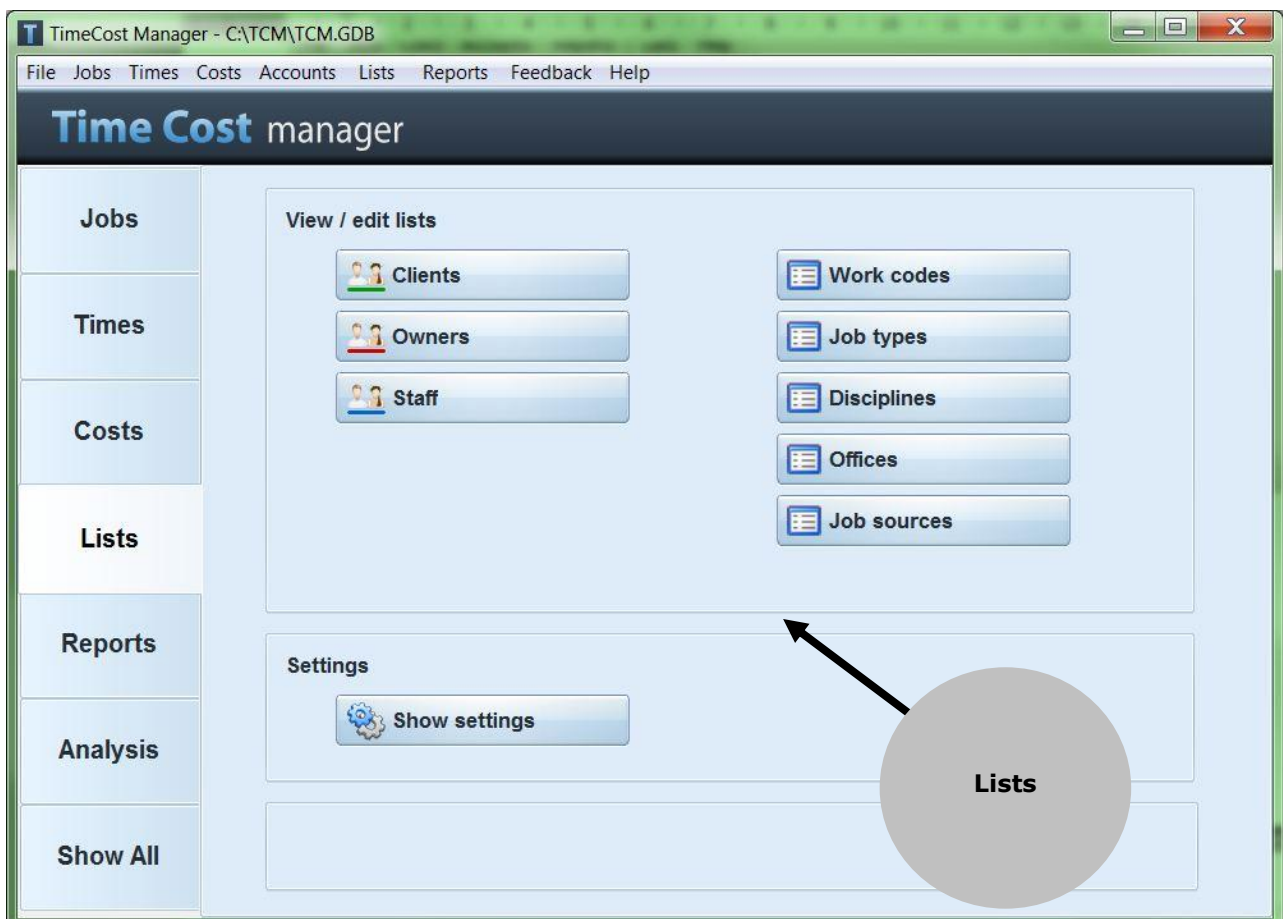 TimeCost Manager - C:\TCM\TCM.GDB
File Jobs Times Costs Accounts Lists Reports Feedback Help
Time Cost manager
Jobs
Times
Costs
Lists
Reports
Analysis
Show All
View / edit lists
Clients
Owners
Staff
Work codes
Job types
Disciplines
Offices
Job sources
Settings
Show settings
Lists